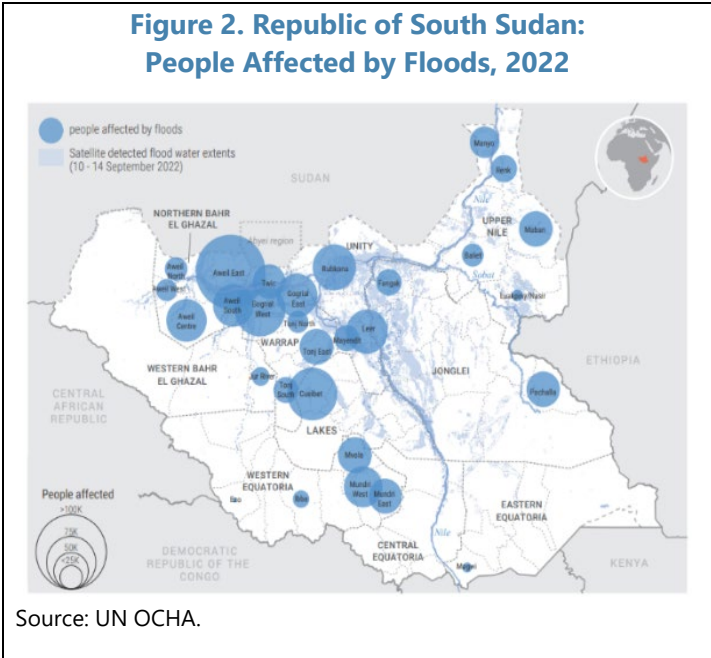 Figure 2. Republic of South Sudan:
People Affected by Floods, 2022
people affected by floods
Satellite detected flood water extents
(10 - 14 September 2022)
SUDAN
Manyo
Renk
Nile
NORTHERN BAHR
EL GHAZAL
UPPER
NILE
Maban
Abyei region
UNITY
Baliet
Aweil
North
Aweil East
Rubkona
Sobat
Twic
Fangak
Aweil West
Gogrial
East
Luakpiny/Nasir
Aweil
South
Gogrial
West
Aweil
Centre
Tonj North
Leer
Mayendit
WARRAP
Tonj East
ETHIOPIA
WESTERN BAHR
EL GHAZAL
JONGLEI
Jur River
Tonj
South
Cueibet
Pochalla
CENTRAL
AFRICAN
REPUBLIC
LAKES
Mvolo
WESTERN
EQUATORIA
Mundri
West
Mundri
East
People affected
>100K
75K
50K
<25K
Ezo
Ibba
EASTERN
EQUATORIA
Nile
CENTRAL
EQUATORIA
DEMOCRATIC
REPUBLIC OF THE
CONGO
Magwi
KENYA
Source: UN OCHA.